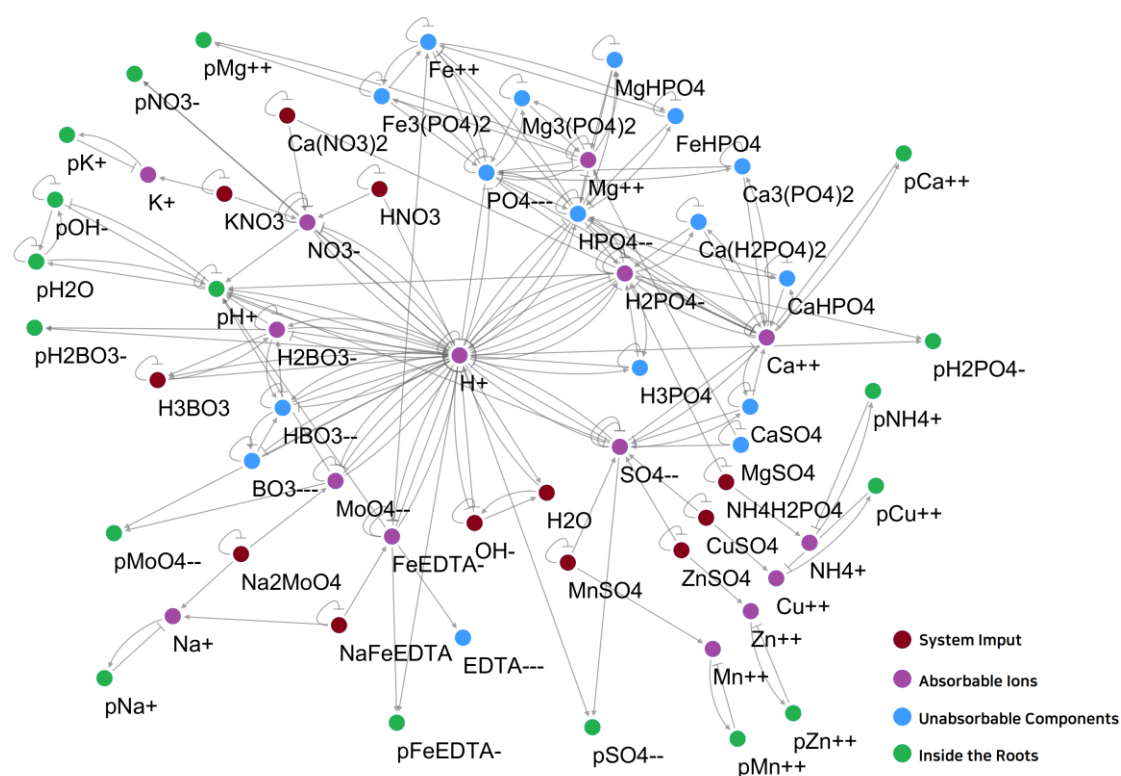 pMg++
Fe++
MgHPO4
pNO3-
Fe3(PO4)2
Mg3(PO4)2
Ca(NO3)2
FeHPO4
pK+
pCa++
K+
KNO3
HNO3
PO4---
Mg++
Ca3(PO4)2
pOH-
NO3-
HPO4--
Ca(H2PO4)2
pH2O
pH+
H2PO4-
CaHPO4
pH2BO3-
H2BO3-
H+
Ca++
pH2PO4-
H3BO3
H3PO4
HBO3--
CaSO4
pNH4+
BO3---
MoO4--
SO4--
MgSO4
NH4H2PO4
pCu++
pMoO4--
Na2MoO4
FeEDTA-
OH-
H2O
MnSO4
CuSO4
ZnSO4
NH4+
Cu++
Na+
NaFeEDTA
EDTA---
Zn++
Mn++
pNa+
pFeEDTA-
pSO4--
pMn++
pZn++
System Imput
Absorbable Ions
Unabsorbable Components
Inside the Roots